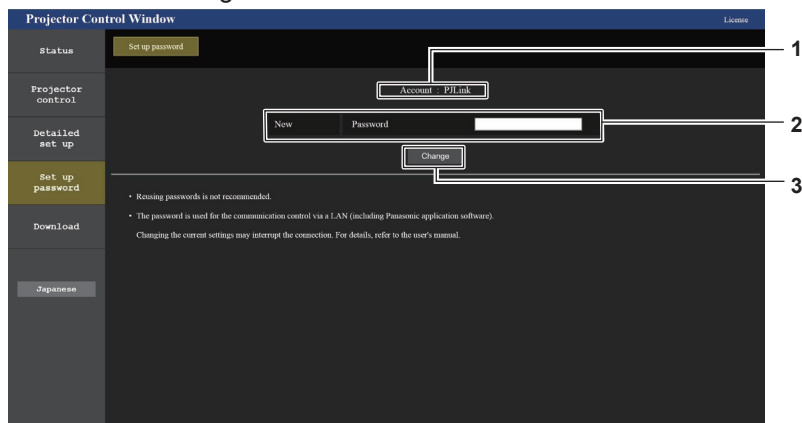 Projector Control Window
License
Status
Set up password
1
Projector
control
Account : PJLink
Detailed
set up
New Password
2
Change
Set up
password
3
• Reusing passwords is not recommended.
• The password is used for the communication control via a LAN (including Panasonic application software).
Changing the current settings may interrupt the connection. For details, refer to the user's manual.
Download
Japanese